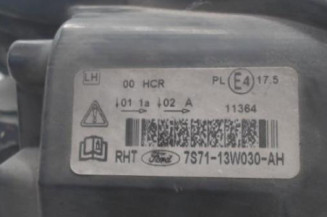 LH 00 HCR PL E4 17.5
01 1a 02 A 11364
A RHT Ford 7S71-13W030-AH